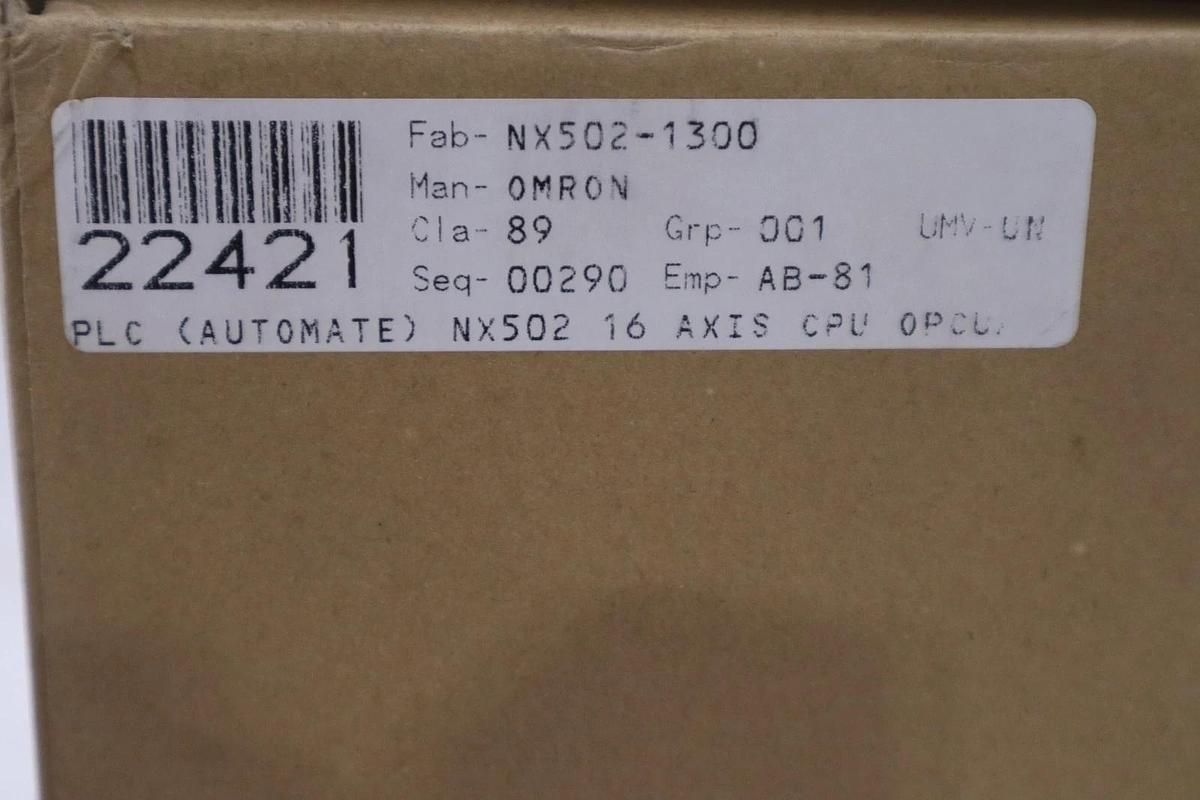 Fab- NX502-1300
Man- OMRON
Cla- 89 Grp- 001 UMV-UN
22421
Seq- 00290 Emp- AB-81
PLC (AUTOMATE) NX502 16 AXIS CPU